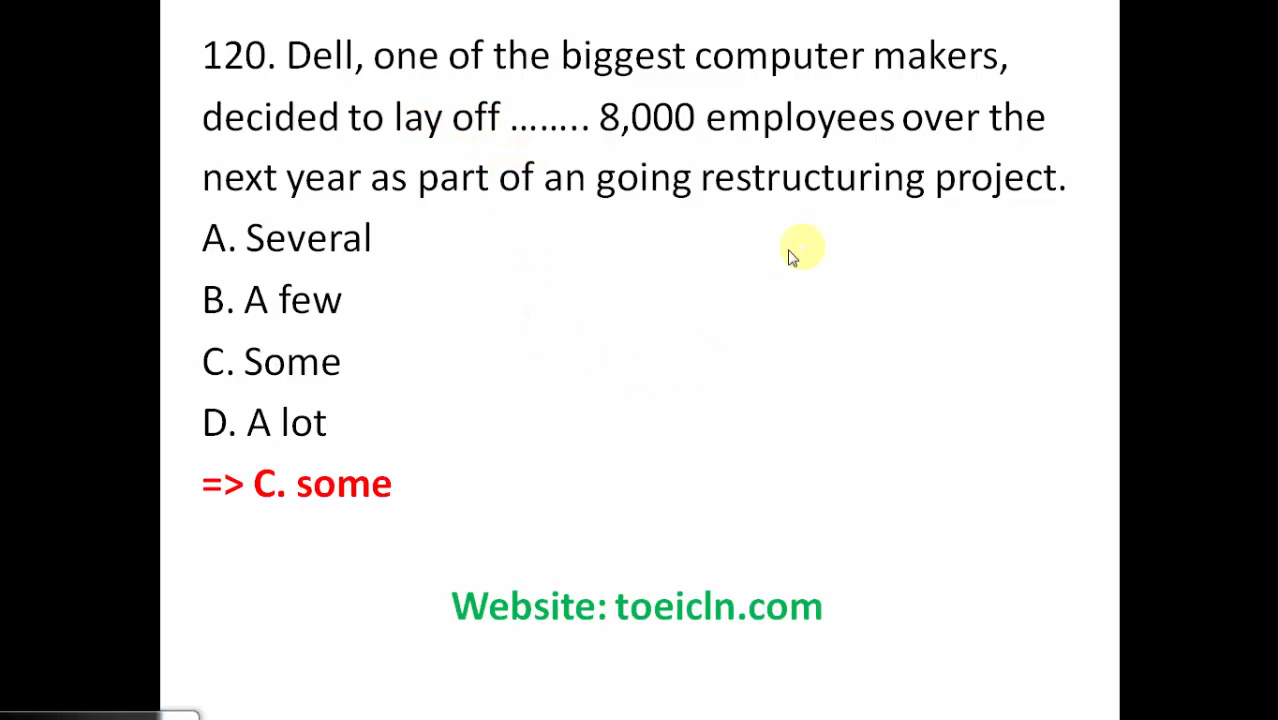 120. Dell, one of the biggest computer makers,
decided to lay off …….. 8,000 employees over the
next year as part of an going restructuring project.
A. Several
B. A few
C. Some
D. A lot
=> C. some
Website: toeicln.com